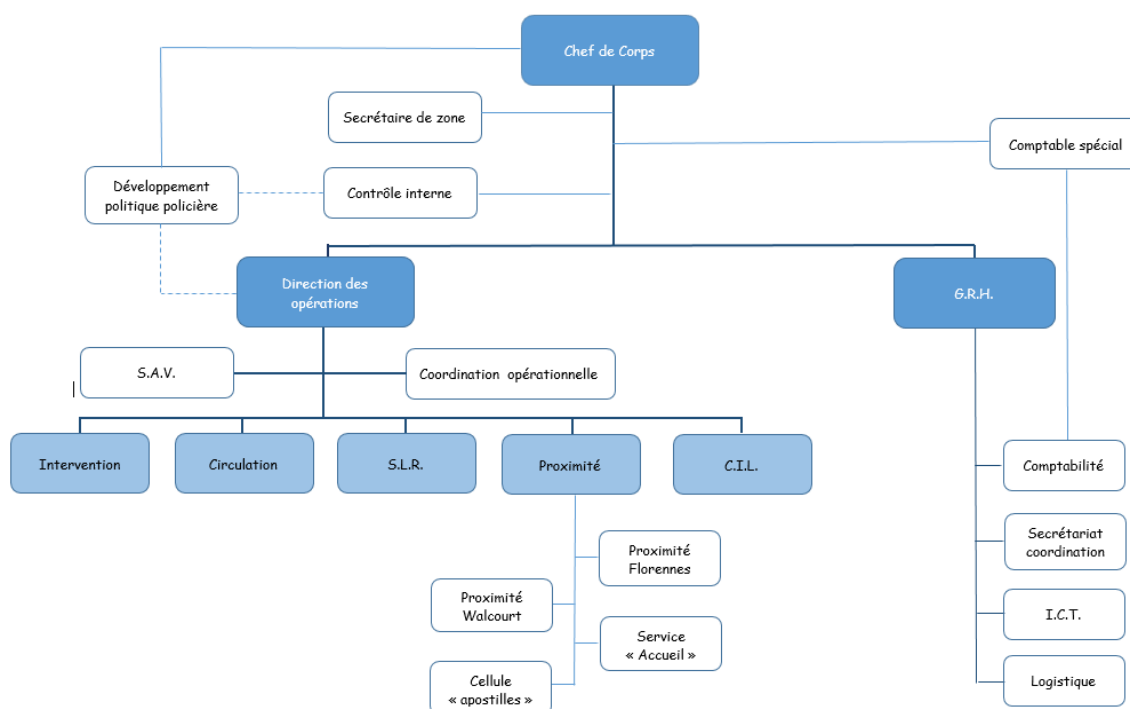 Chef de Corps
Secrétaire de zone
Comptable spécial
Développement
politique policière
Contrôle interne
Direction des
opérations
G.R.H.
S.A.V.
Coordination opérationnelle
Intervention
Circulation
S.L.R.
Proximité
C.I.L.
Comptabilité
Secrétariat
coordination
Proximité
Florennes
Proximité
Walcourt
I.C.T.
Service
« Accueil »
Cellule
« apostilles »
Logistique